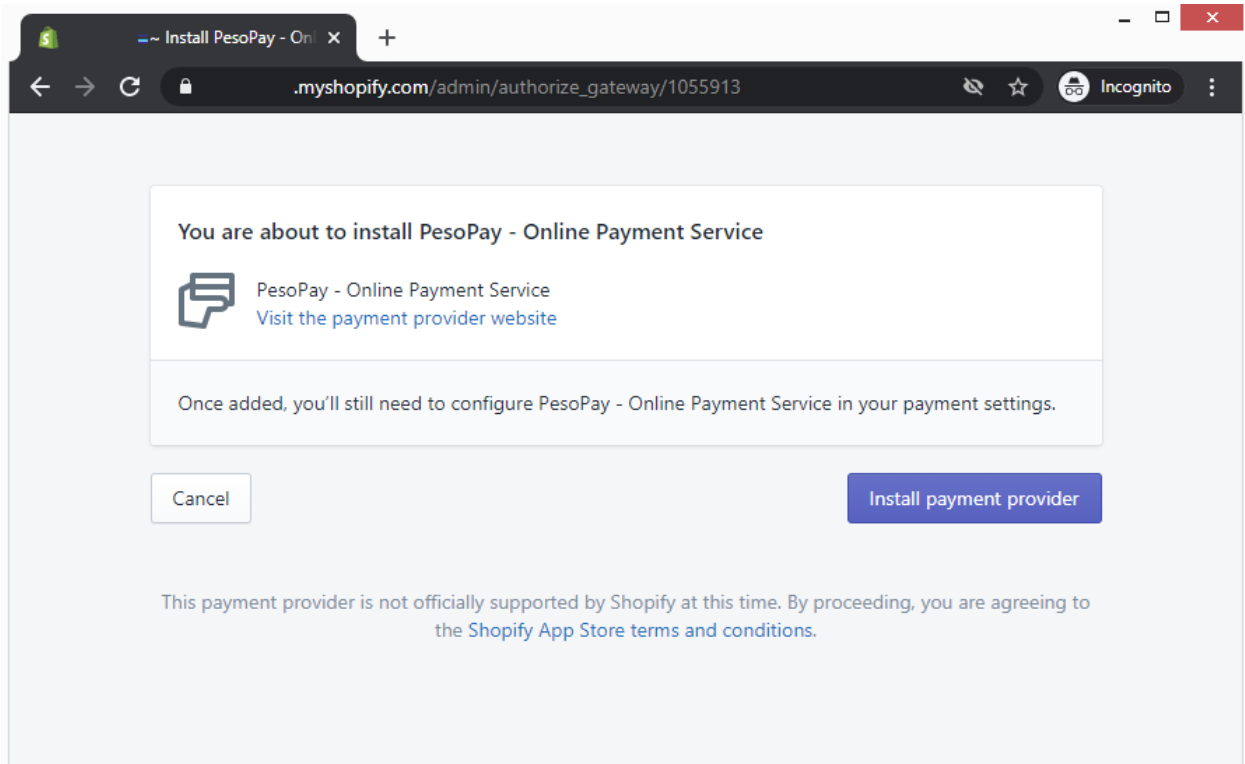 ~ Install PesoPay - Onl
.myshopify.com/admin/authorize_gateway/1055913
Incognito
You are about to install PesoPay - Online Payment Service
PesoPay - Online Payment Service
Visit the payment provider website
Once added, you’ll still need to configure PesoPay - Online Payment Service in your payment settings.
Cancel
Install payment provider
This payment provider is not officially supported by Shopify at this time. By proceeding, you are agreeing to
the Shopify App Store terms and conditions.